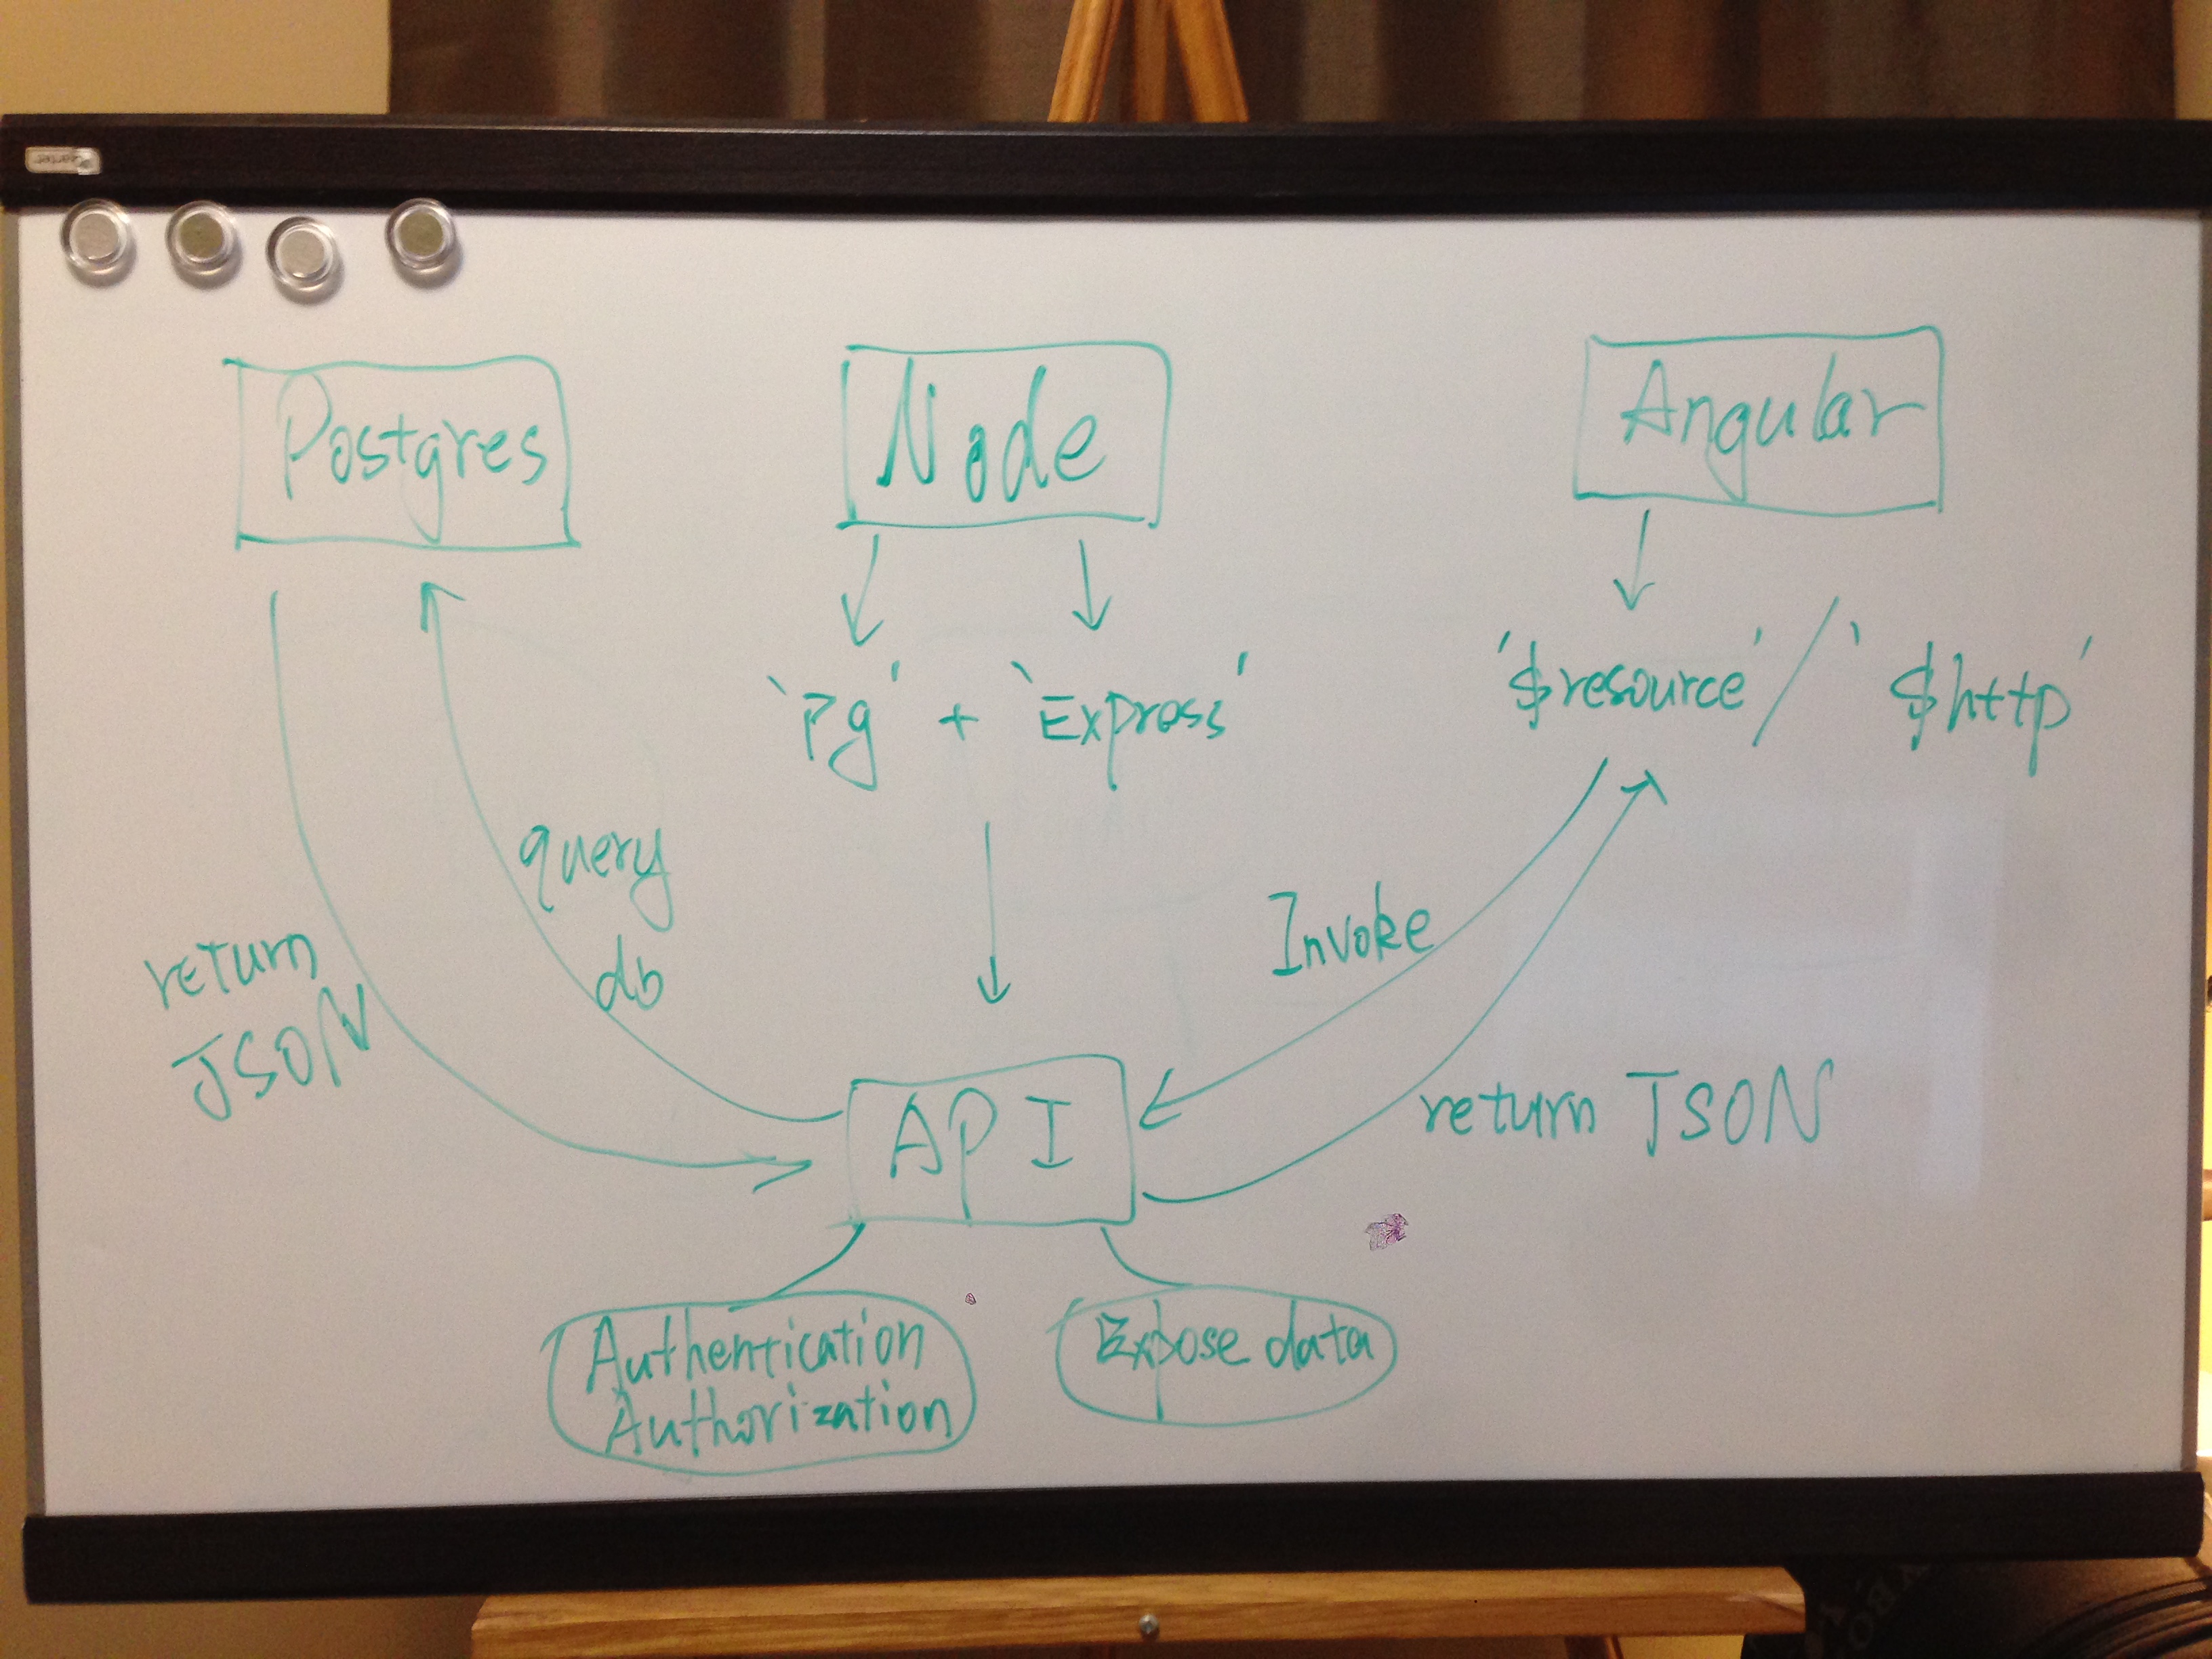 Postgres
Node
Angular
`Pg' + `Express'
'$resource' / `$http'
query
db
return
JSON
Invoke
return JSON
API
Authentication
Authorization
Expose data